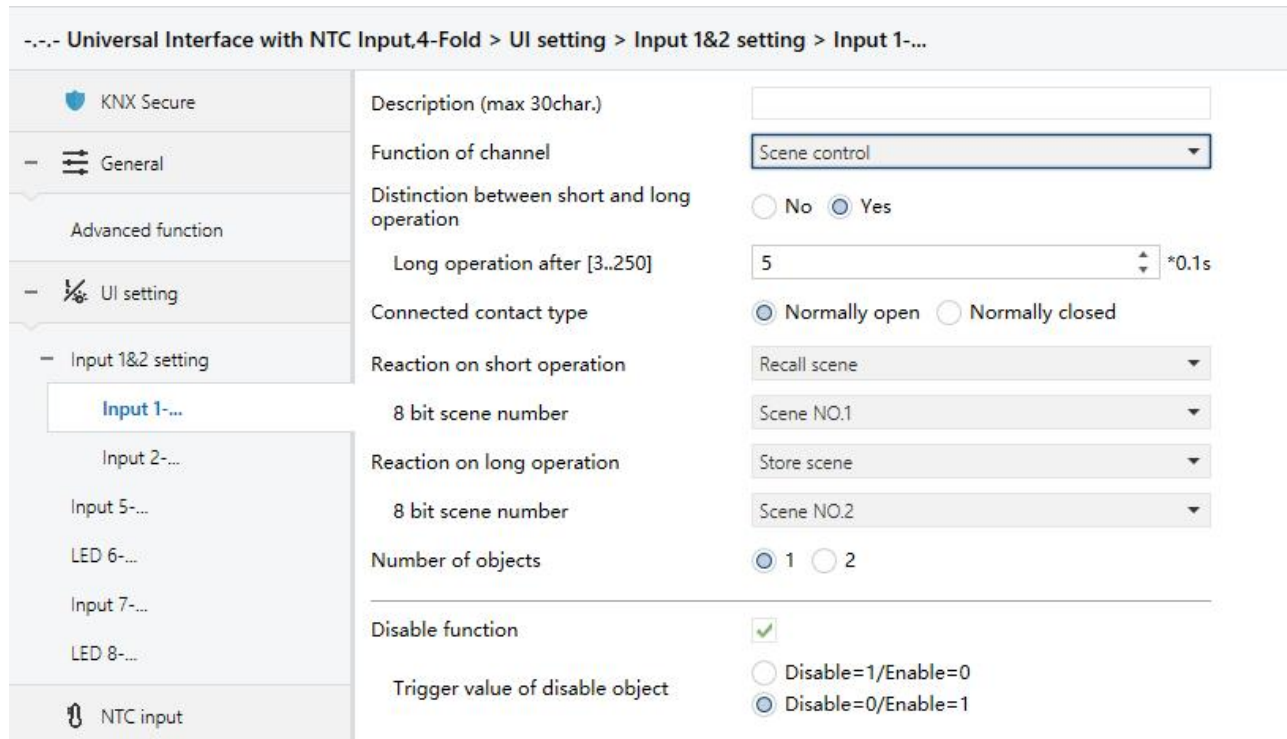 -.-.- Universal Interface with NTC Input,4-Fold > UI setting > Input 1&2 setting > Input 1-...
KNX Secure
General
Advanced function
UI setting
Input 1&2 setting
Input 1-...
Input 2-...
Input 5-...
LED 6-...
Input 7-...
LED 8-...
NTC input
Description (max 30char.)
Function of channel
Scene control
Distinction between short and long
operation
No Yes
Long operation after [3..250]
5
*0.1s
Connected contact type
Normally open Normally closed
Reaction on short operation
Recall scene
8 bit scene number
Scene NO.1
Reaction on long operation
Store scene
8 bit scene number
Scene NO.2
Number of objects
1 2
Disable function
Trigger value of disable object
Disable=1/Enable=0
Disable=0/Enable=1